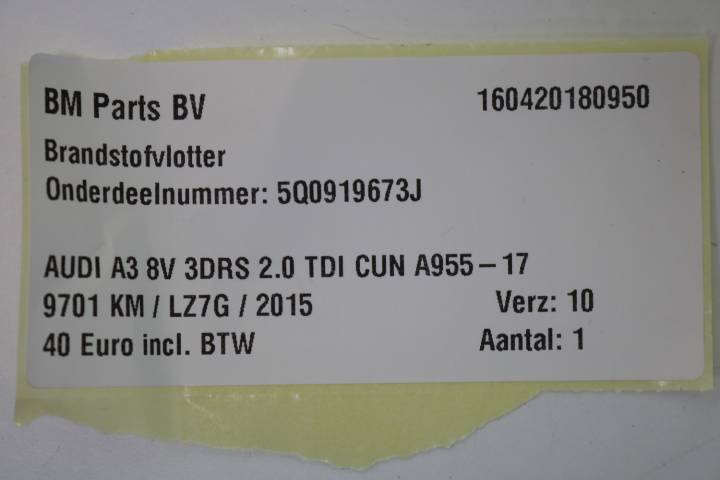 BM Parts BV 160420180950
Brandstofvlotter
Onderdeelnummer: 5Q0919673J
AUDI A3 8V 3DRS 2.0 TDI CUN A955-17
9701 KM / LZ7G / 2015 Verz: 10
40 Euro incl. BTW Aantal: 1